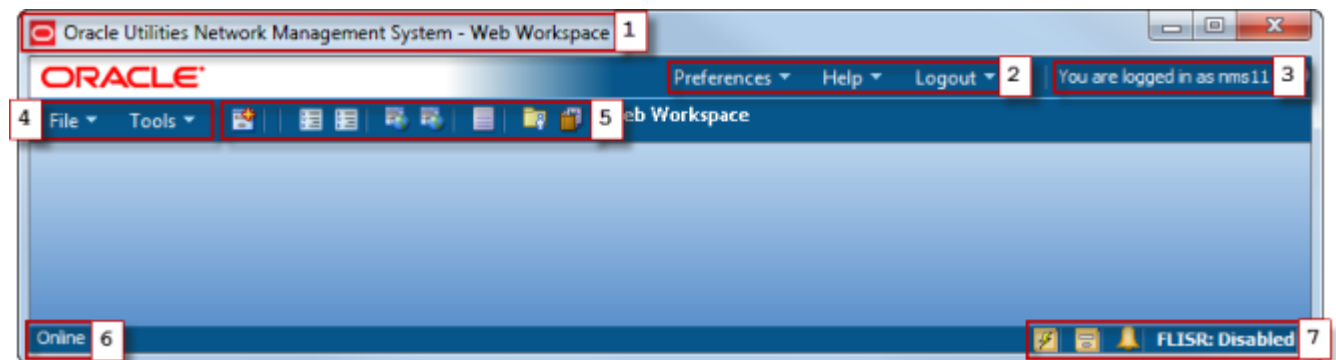 Oracle Utilities Network Management System - Web Workspace 1
ORACLE
Preferences Help Logout 2 You are logged in as nms11 3
4 File Tools 5 eb Workspace
Online 6 FLISR: Disabled 7